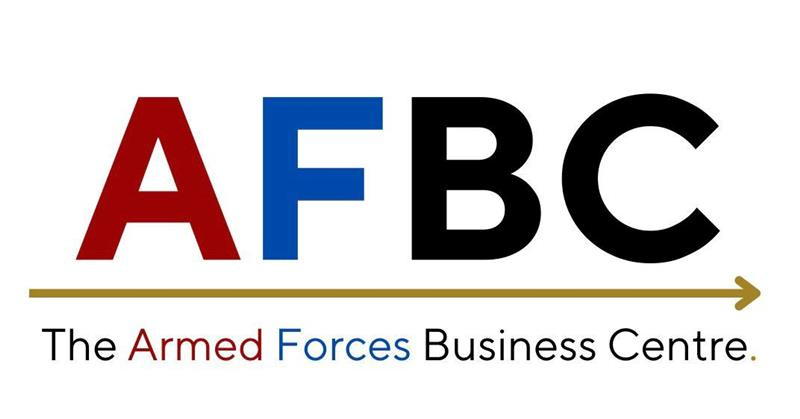 AFBC
The Armed Forces Business Centre.